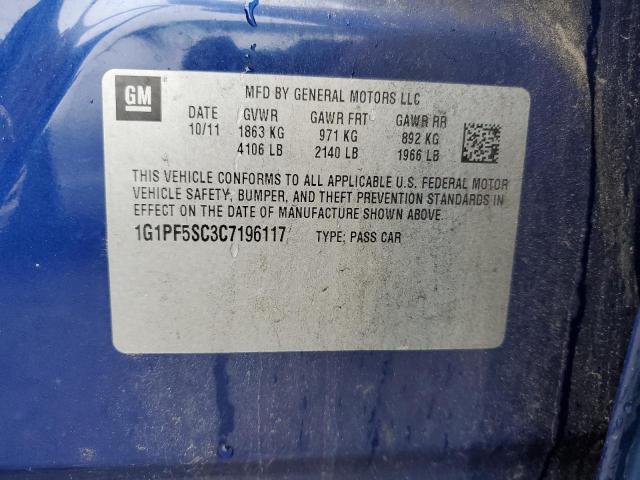 GM
MFD BY GENERAL MOTORS LLC
DATE GVWR GAWR FRT GAWR RR
10/11 1863 KG 971 KG 892 KG
4106 LB 2140 LB 1966 LB
THIS VEHICLE CONFORMS TO ALL APPLICABLE U.S. FEDERAL MOTOR
VEHICLE SAFETY, BUMPER, AND THEFT PREVENTION STANDARDS IN
EFFECT ON THE DATE OF MANUFACTURE SHOWN ABOVE.
1G1PF5SC3C7196117 TYPE: PASS CAR